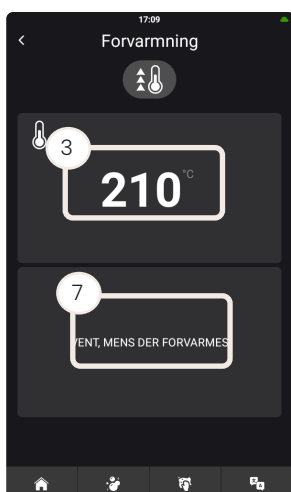 17:09
Forvarmning
3
210 °C
7
VENT, MENS DER FORVARMES